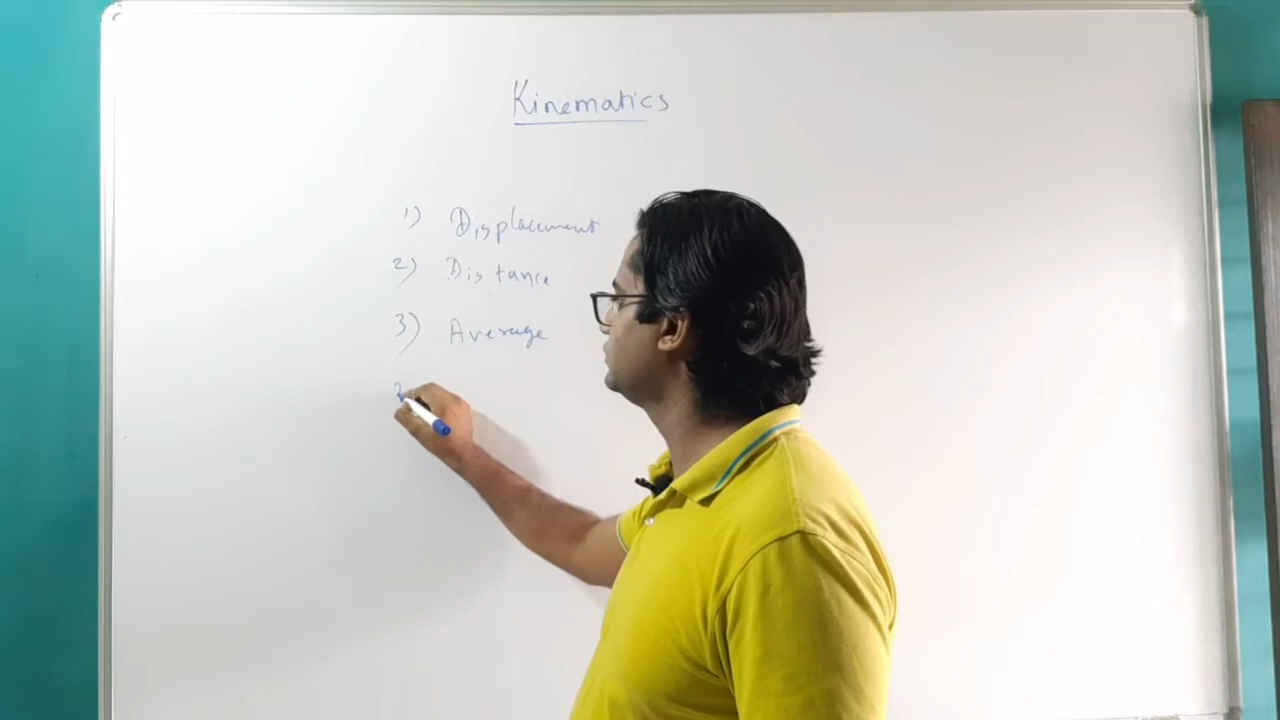 Kinematics
1) Displacement
2) Distance
3) Average